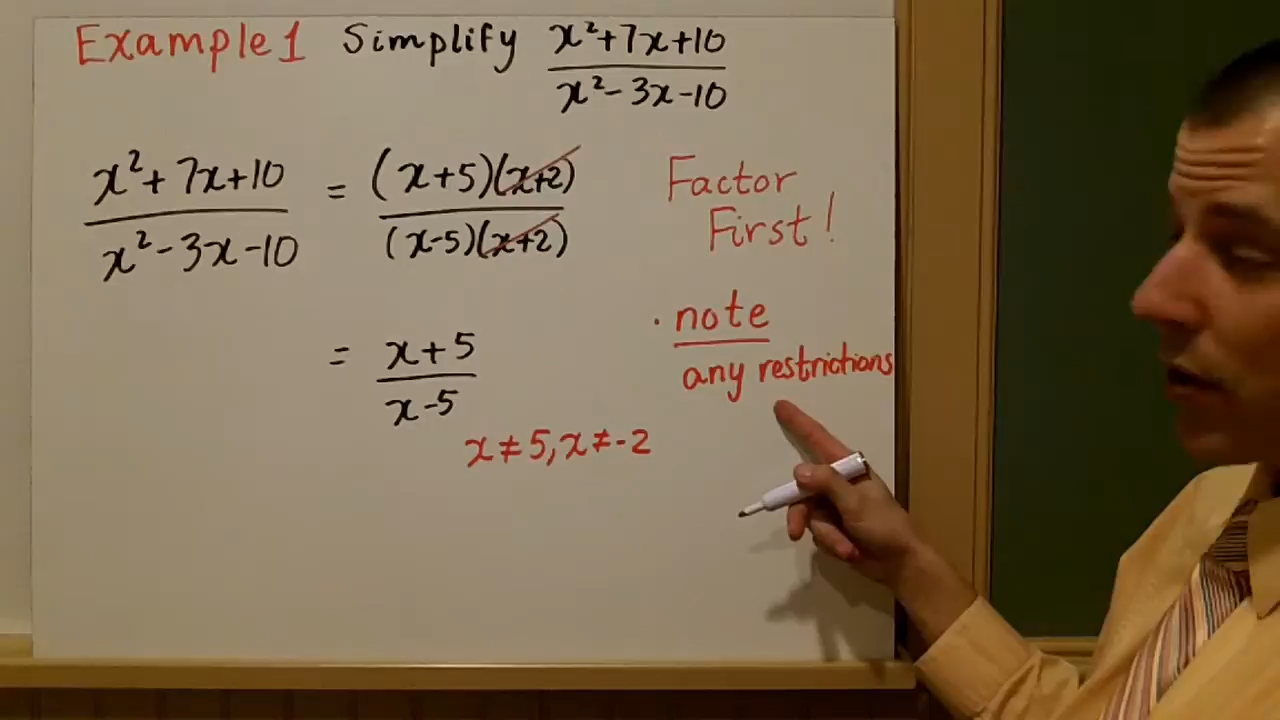 Example 1 Simplify x²+7x+10
x²-3x-10
x²+7x+10 = (x+5)(x+2)
x²-3x-10 (x-5)(x+2)
Factor
First!
= x+5
x-5
· note
any restrictions
x≠5, x≠-2